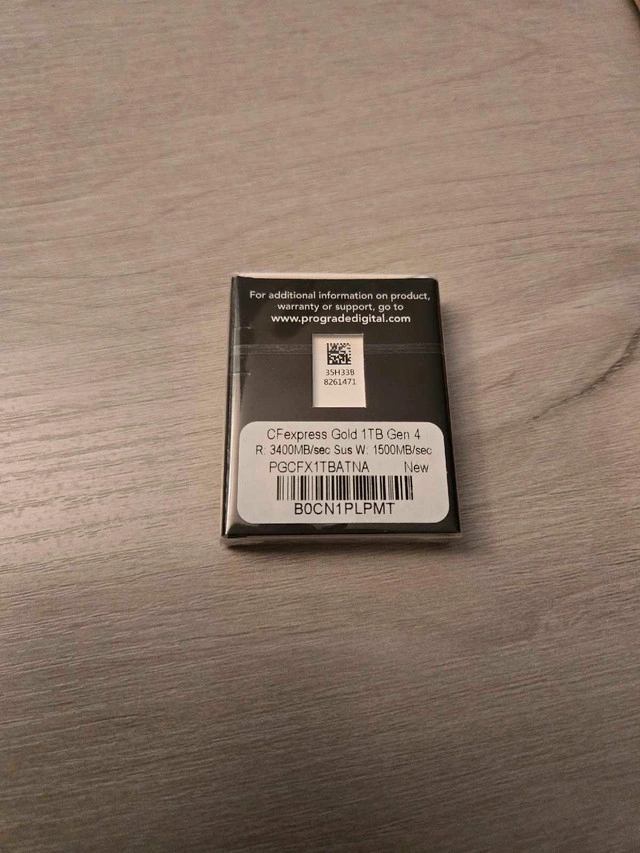 For additional information on product,
warranty or support, go to
www.progradedigital.com
35H33B
8261471
CFexpress Gold 1TB Gen 4
R: 3400MB/sec Sus W: 1500MB/sec
PGCFX1TBATNA New
B0CN1PLPMT